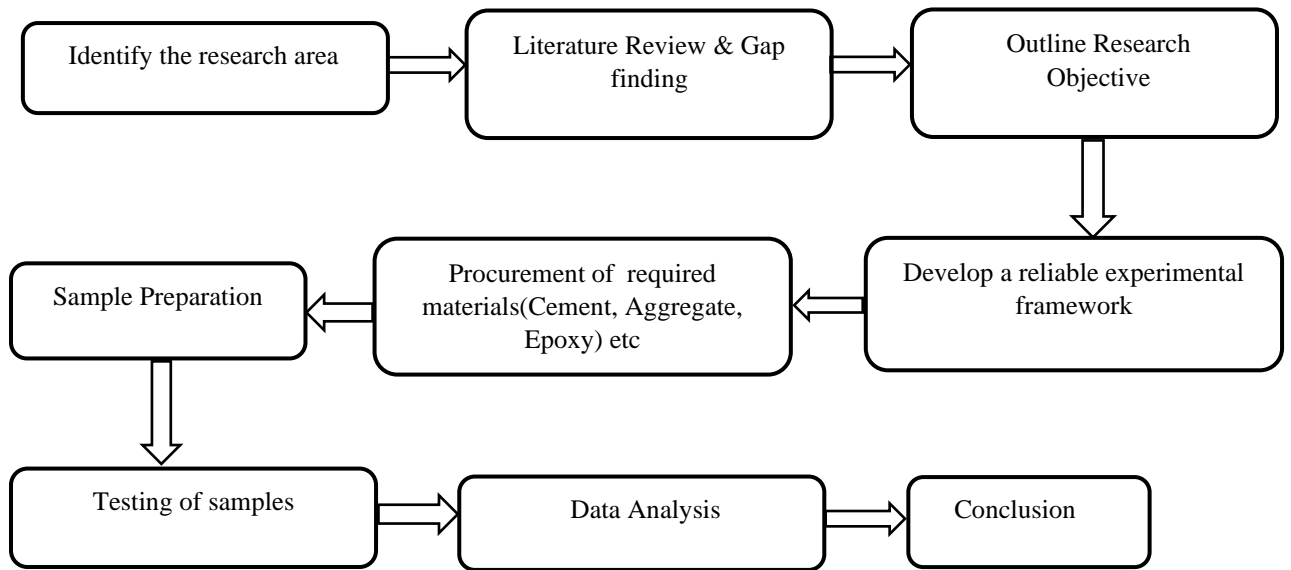 Identify the research area
Literature Review & Gap
finding
Outline Research
Objective
Develop a reliable experimental
framework
Procurement of required
materials(Cement, Aggregate,
Epoxy) etc
Sample Preparation
Testing of samples
Data Analysis
Conclusion